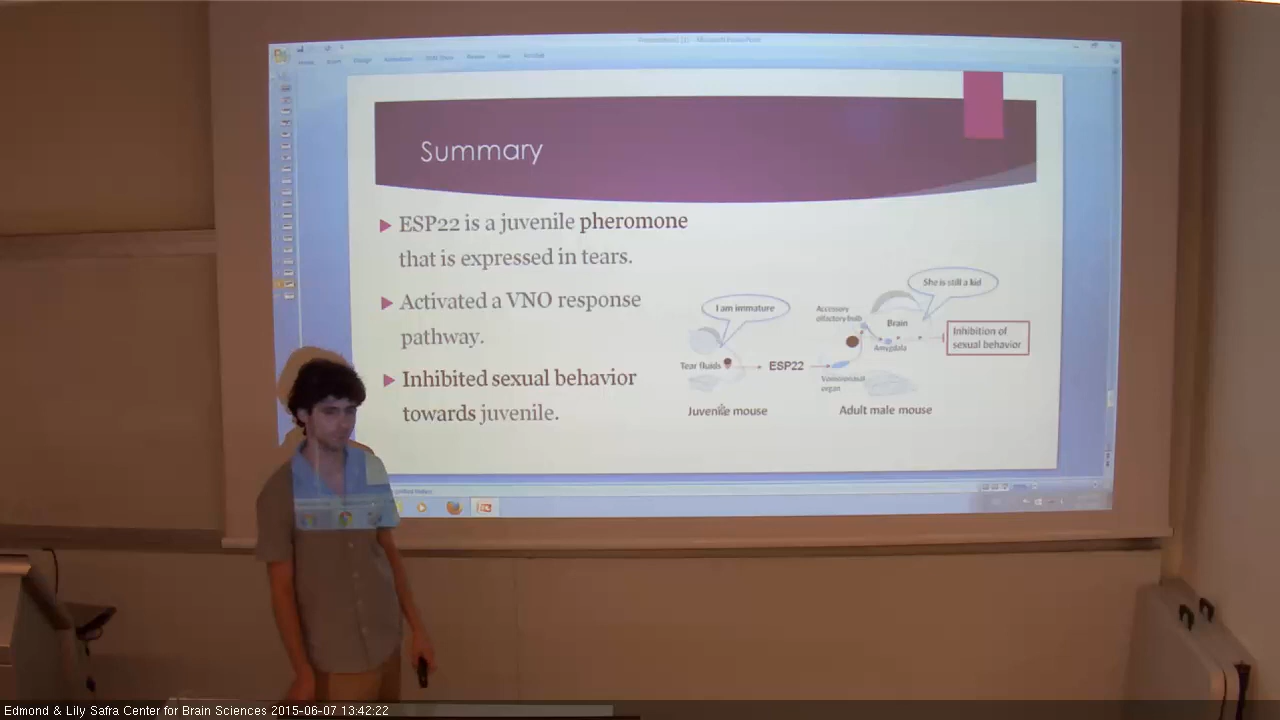 Microsoft PowerPoint
Summary
ESP22 is a juvenile pheromone
that is expressed in tears.
Activated a VNO response
pathway.
Inhibited sexual behavior
towards juvenile.
She is still a kid
I am immature
Accessory
olfactory bulb
Brain
Inhibition of
sexual behavior
Amygdala
Tear fluids
ESP22
Vomeronasal
organ
Juvenile mouse
Adult male mouse
Edmond & Lily Safra Center for Brain Sciences 2015-06-07 13:42:22